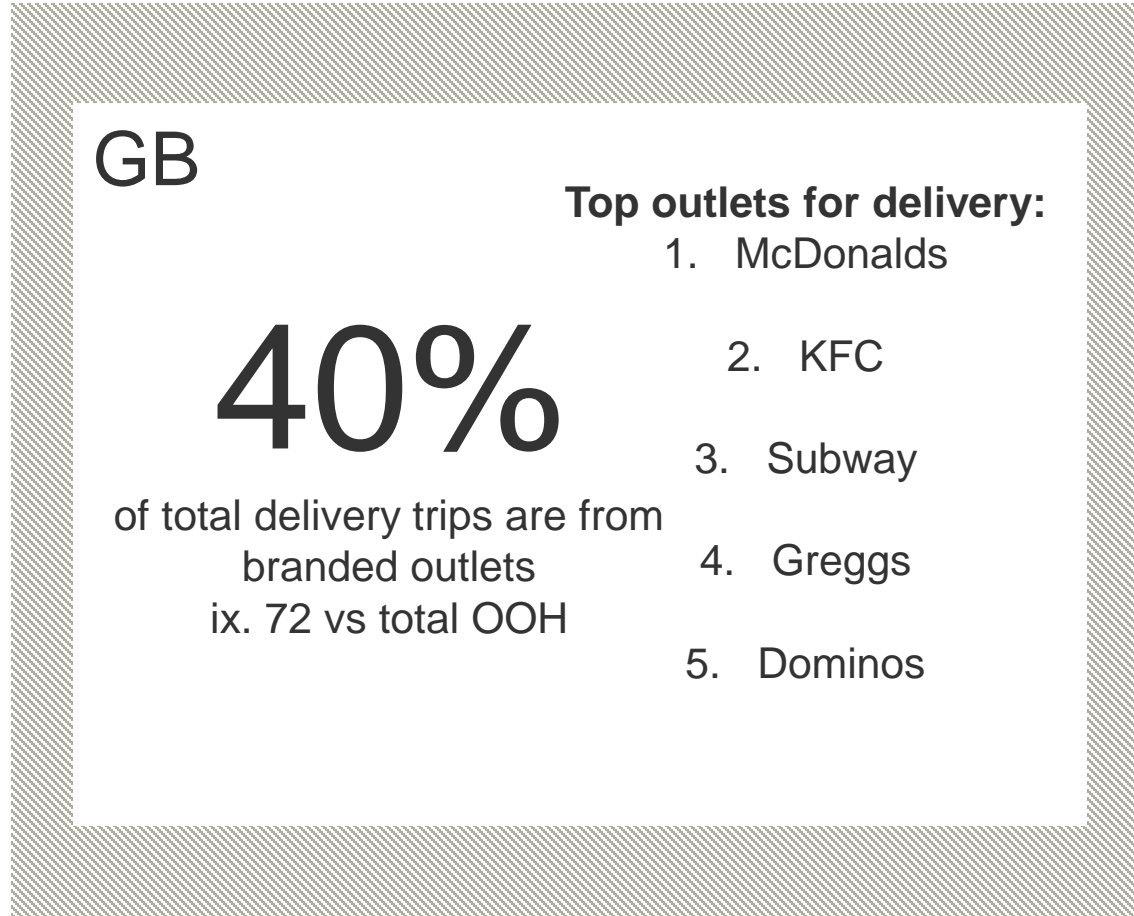 GB
40%
of total delivery trips are from
branded outlets
ix. 72 vs total OOH
Top outlets for delivery:
1. McDonalds
2. KFC
3. Subway
4. Greggs
5. Dominos